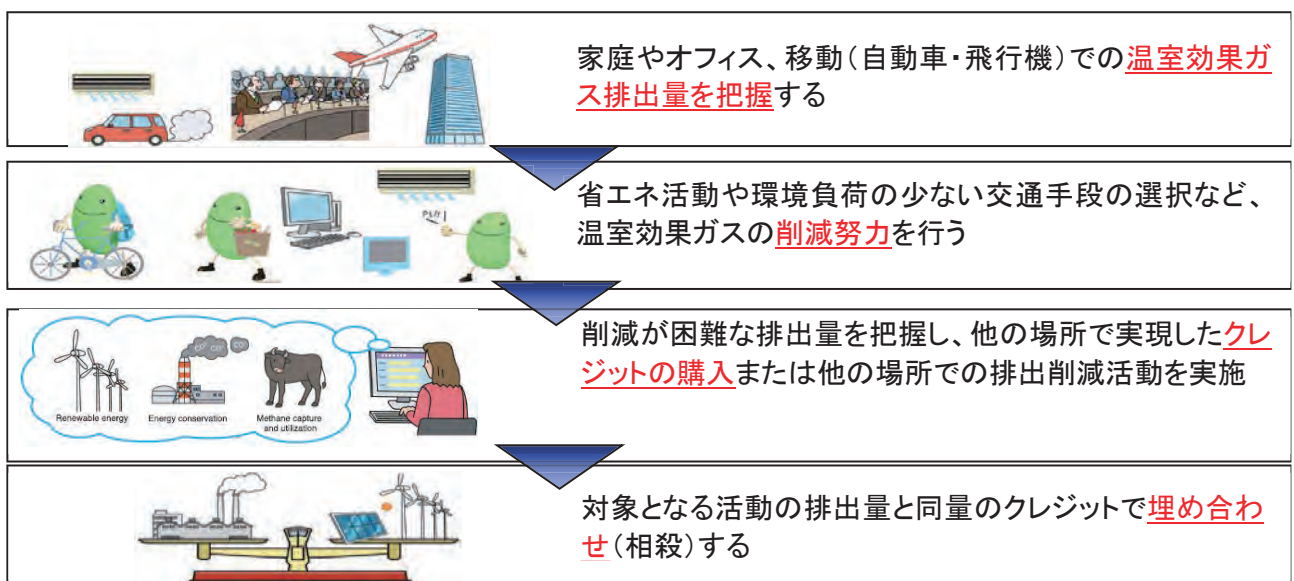 家庭やオフィス、移動(自動車・飛行機)での温室効果ガ
ス排出量を把握する
省エネ活動や環境負荷の少ない交通手段の選択など、
温室効果ガスの削減努力を行う
Renewable energy
Energy conservation
Methane capture
and utilization
削減が困難な排出量を把握し、他の場所で実現したクレ
ジットの購入または他の場所での排出削減活動を実施
対象となる活動の排出量と同量のクレジットで埋め合わ
せ(相殺)する